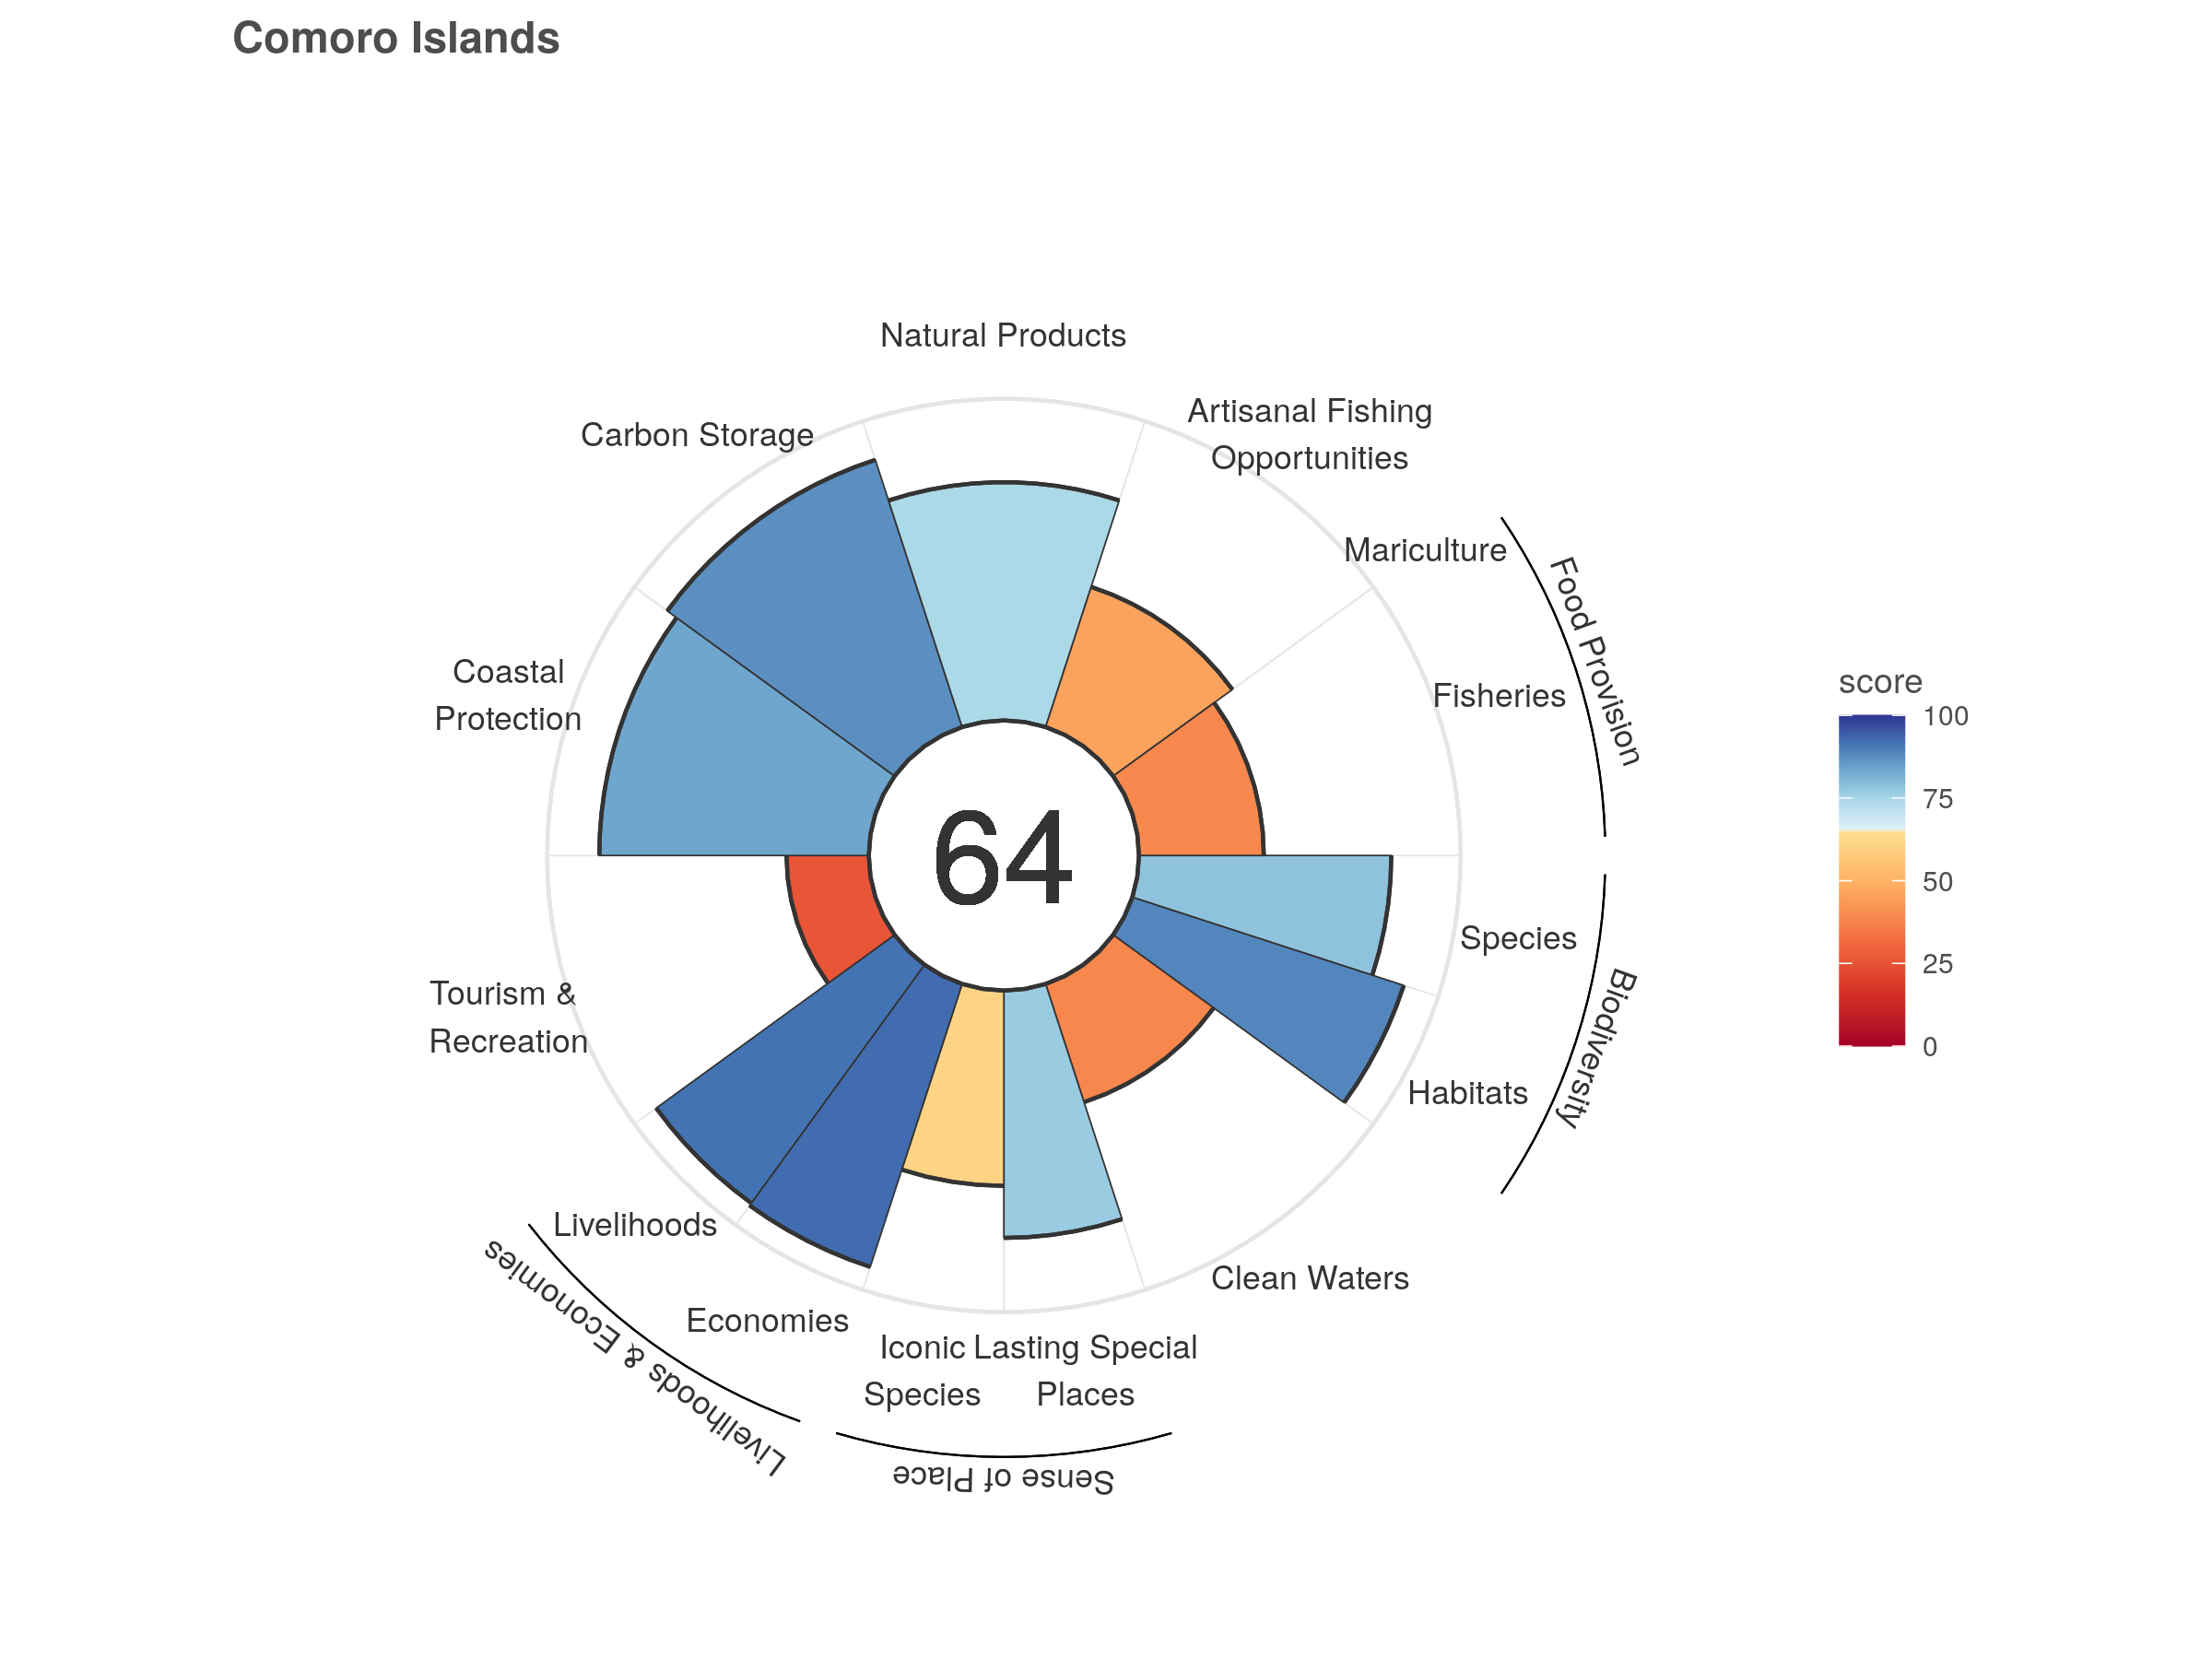 Comoro Islands
Natural Products
Artisanal Fishing
Opportunities
Carbon Storage
Mariculture
Food Provision
Fisheries
Coastal
Protection
score
100
75
50
25
0
64
Species
Biodiversity
Habitats
Tourism &
Recreation
Livelihoods
Livelihoods & Economies
Economies
Clean Waters
Iconic
Species
Lasting Special
Places
Sense of Place